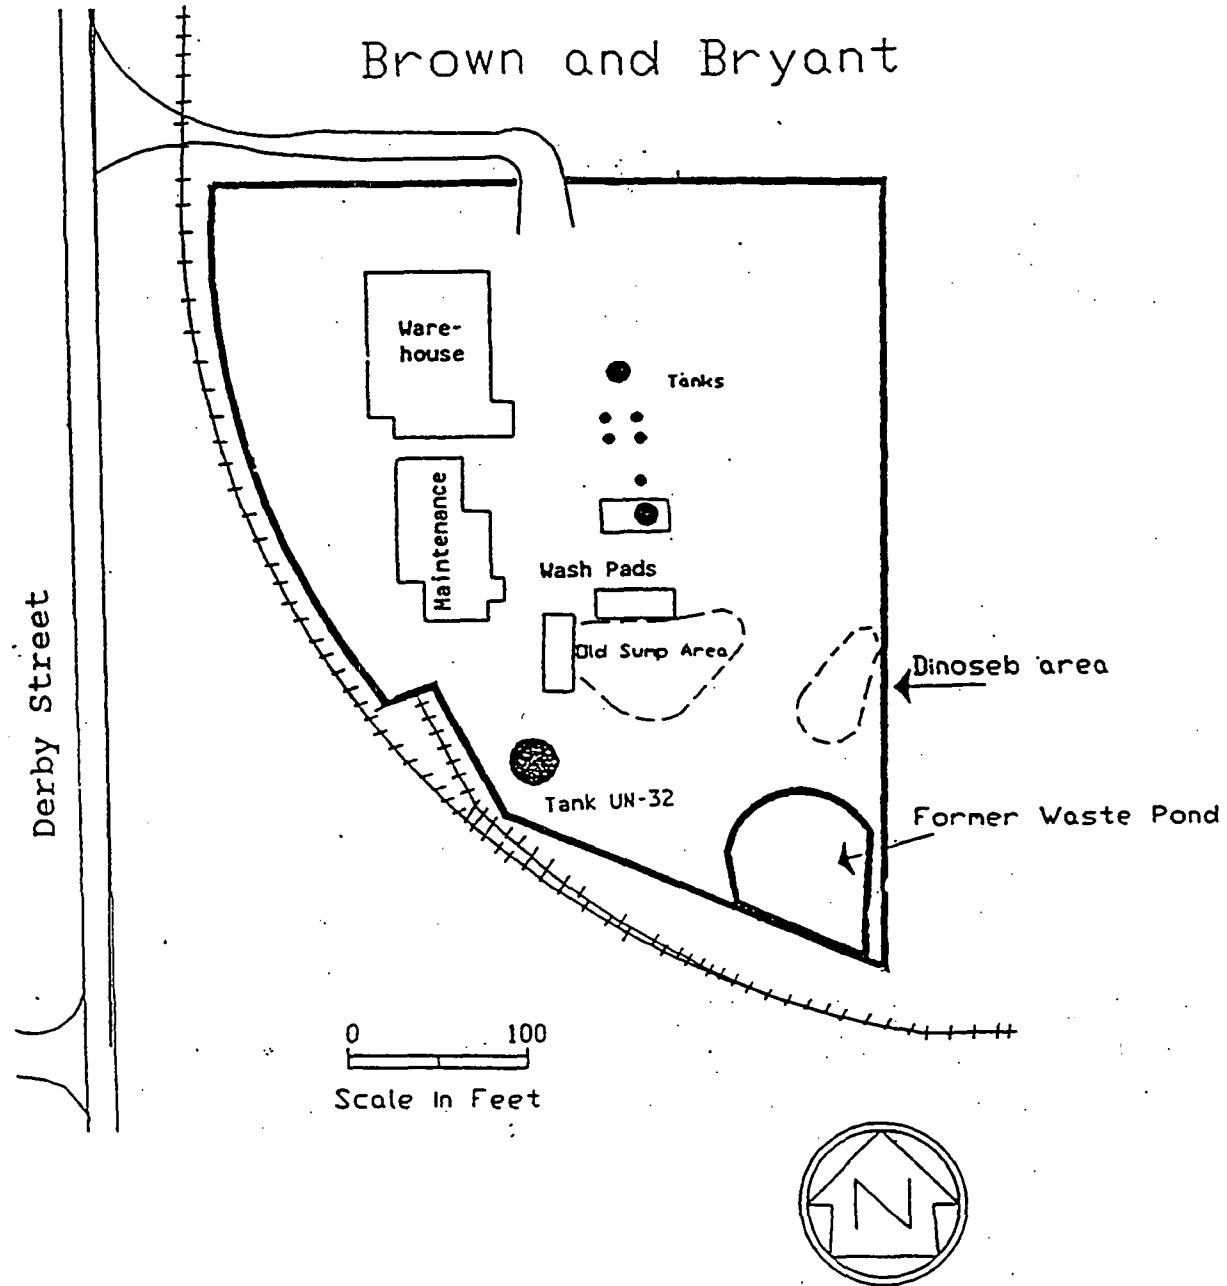 Brown and Bryant
Ware-
house
Tanks
Maintenance
Wash Pads
Old Sump Area
Dinoseb area
Derby Street
Tank UN-32
Former Waste Pond
0 100
Scale In Feet
N